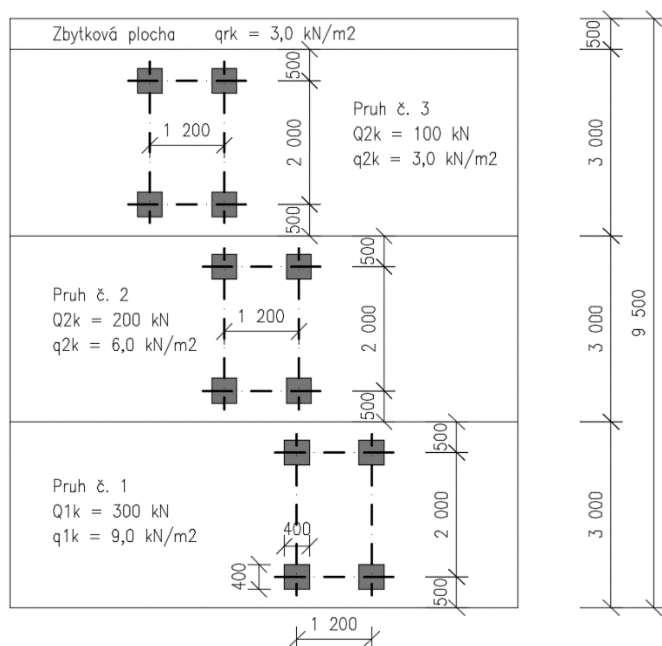 Zbytková plocha qrk = 3,0 kN/m2
500
500
1 200
2 000
Pruh č. 3
Q2k = 100 kN
q2k = 3,0 kN/m2
3 000
500
500
Pruh č. 2
Q2k = 200 kN
q2k = 6,0 kN/m2
1 200
2 000
3 000
9 500
500
500
Pruh č. 1
Q1k = 300 kN
q1k = 9,0 kN/m2
400
400
2 000
3 000
500
1 200